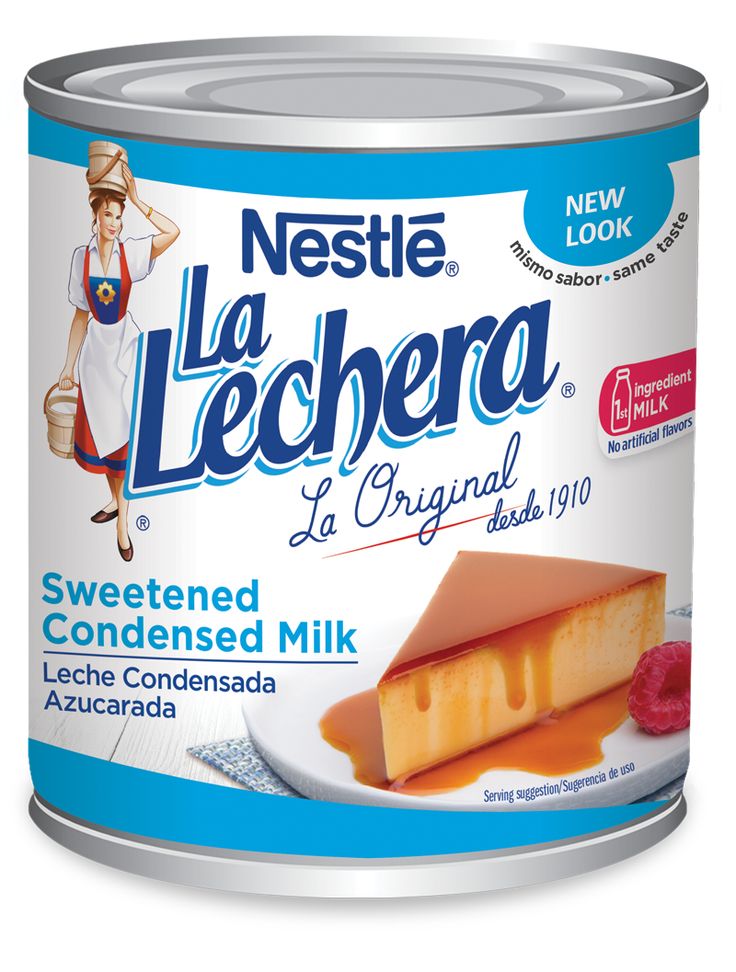 Nestlé®
NEW
LOOK
mismo sabor • same taste
La
Lechera®
1st
ingredient
MILK
No artificial flavors
La Original
desde 1910
®
Sweetened
Condensed Milk
Leche Condensada
Azucarada
Serving suggestion/Sugerencia de uso